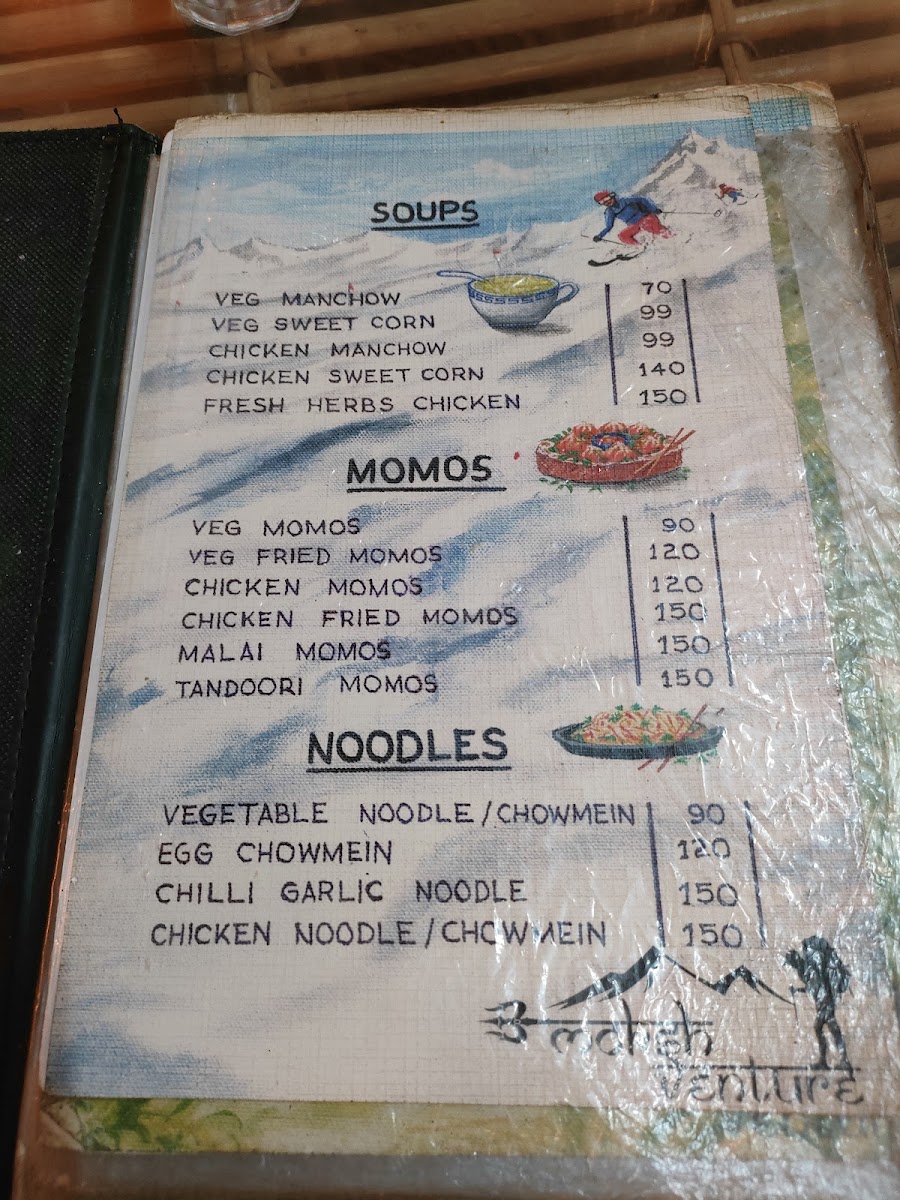 SOUPS
VEG MANCHOW 70
VEG SWEET CORN 99
CHICKEN MANCHOW 99
CHICKEN SWEET CORN 140
FRESH HERBS CHICKEN 150
MOMOS
VEG MOMOS 90
VEG FRIED MOMOS 120
CHICKEN MOMOS 120
CHICKEN FRIED MOMOS 150
MALAI MOMOS 150
TANDOORI MOMOS 150
NOODLES
VEGETABLE NOODLE/CHOWMEIN 90
EGG CHOWMEIN 120
CHILLI GARLIC NOODLE 150
CHICKEN NOODLE/CHOWMEIN 150
venture